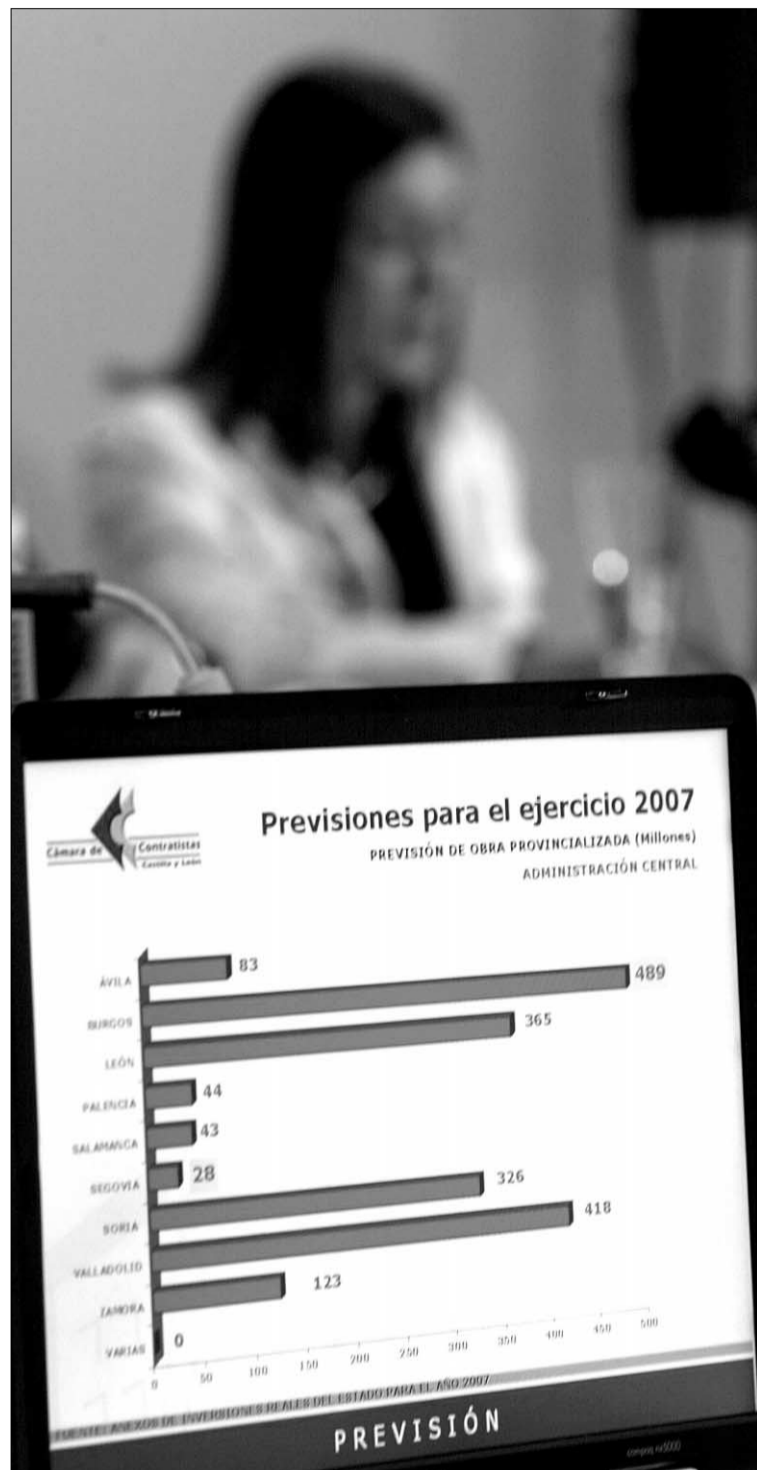 Cámara de Contratistas
Castilla y León
Previsiones para el ejercicio 2007
PREVISIÓN DE OBRA PROVINCIALIZADA (Millones)
ADMINISTRACIÓN CENTRAL
ÁVILA 83
BURGOS 489
LEÓN 365
PALENCIA 44
SALAMANCA 43
SEGOVIA 28
SORIA 326
VALLADOLID 418
ZAMORA 123
VARIAS 0
0 50 100 150 200 250 300 350 400 450 500
FUENTE: ANEXOS DE INVERSIONES REALES DEL ESTADO PARA EL AÑO 2007
PREVISIÓN
compaq nx5000